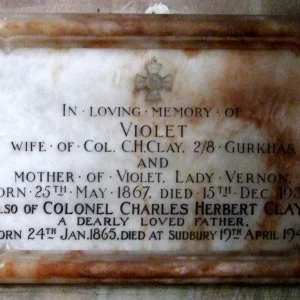 IN · LOVING · MEMORY · OF
VIOLET
WIFE · OF · COL. C.H.CLAY, 2/8 · GURKHAS,
AND
MOTHER · OF · VIOLET, LADY · VERNON,
ORN · 25TH · MAY · 1867, DIED · 15TH · DEC.
LSO OF COLONEL CHARLES HERBERT CLAY
A DEARLY LOVED FATHER,
ORN 24TH JAN.1865, DIED AT SUDBURY 19TH APRIL